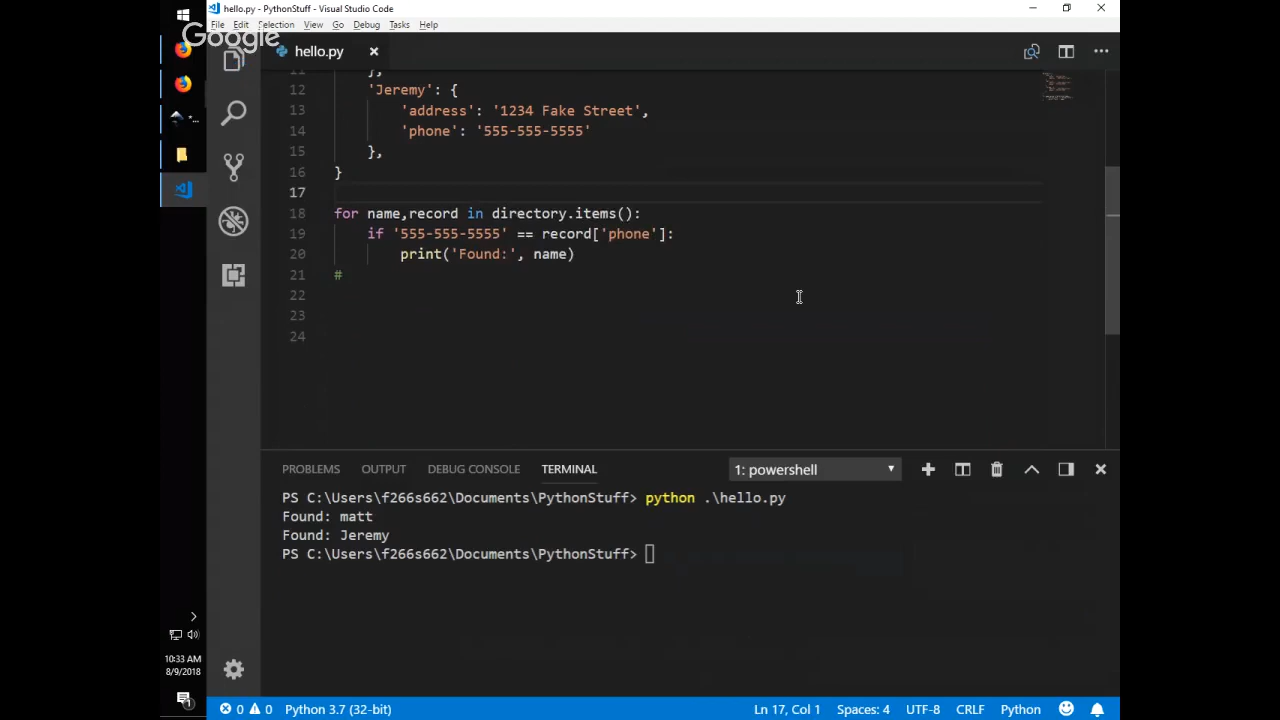 hello.py - PythonStuff - Visual Studio Code
File Edit Selection View Go Debug Tasks Help
Google
hello.py
11 },
12 'Jeremy': {
13 'address': '1234 Fake Street',
14 'phone': '555-555-5555'
15 },
16 }
17
18 for name,record in directory.items():
19 if '555-555-5555' == record['phone']:
20 print('Found:', name)
21 #
22
23
24
PROBLEMS OUTPUT DEBUG CONSOLE TERMINAL 1: powershell
PS C:\Users\f266s662\Documents\PythonStuff> python .\hello.py
Found: matt
Found: Jeremy
PS C:\Users\f266s662\Documents\PythonStuff>
10:33 AM
8/9/2018
1
0 0 Python 3.7 (32-bit) Ln 17, Col 1 Spaces: 4 UTF-8 CRLF Python